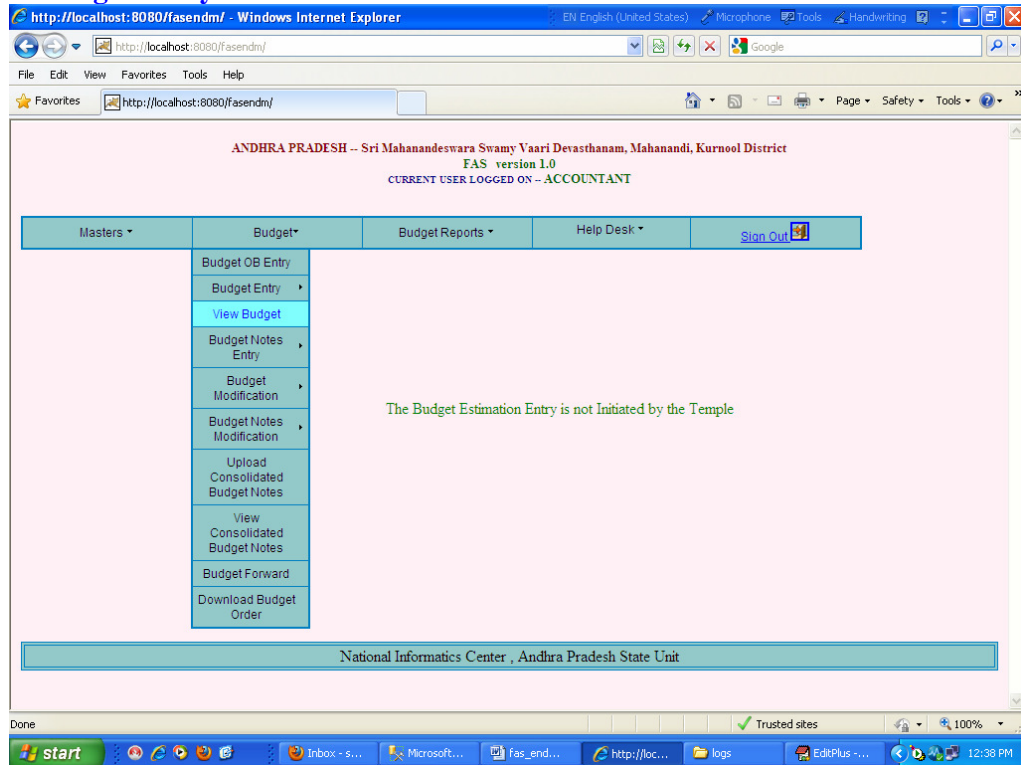 http://localhost:8080/fasendm/ - Windows Internet Explorer
EN English (United States) Microphone Tools Handwriting
http://localhost:8080/fasendm/
Google
File Edit View Favorites Tools Help
Favorites http://localhost:8080/fasendm/ Page Safety Tools
ANDHRA PRADESH -- Sri Mahanandeswara Swamy Vaari Devasthanam, Mahanandi, Kurnool District
FAS version 1.0
CURRENT USER LOGGED ON -- ACCOUNTANT
Masters Budget Budget Reports Help Desk Sign Out
Budget OB Entry
Budget Entry
View Budget
Budget Notes
Entry
Budget
Modification
Budget Notes
Modification
Upload
Consolidated
Budget Notes
View
Consolidated
Budget Notes
Budget Forward
Download Budget
Order
The Budget Estimation Entry is not Initiated by the Temple
National Informatics Center , Andhra Pradesh State Unit
Done Trusted sites 100%
start Inbox - s... Microsoft... fas_end... http://loc... logs EditPlus -... 12:38 PM